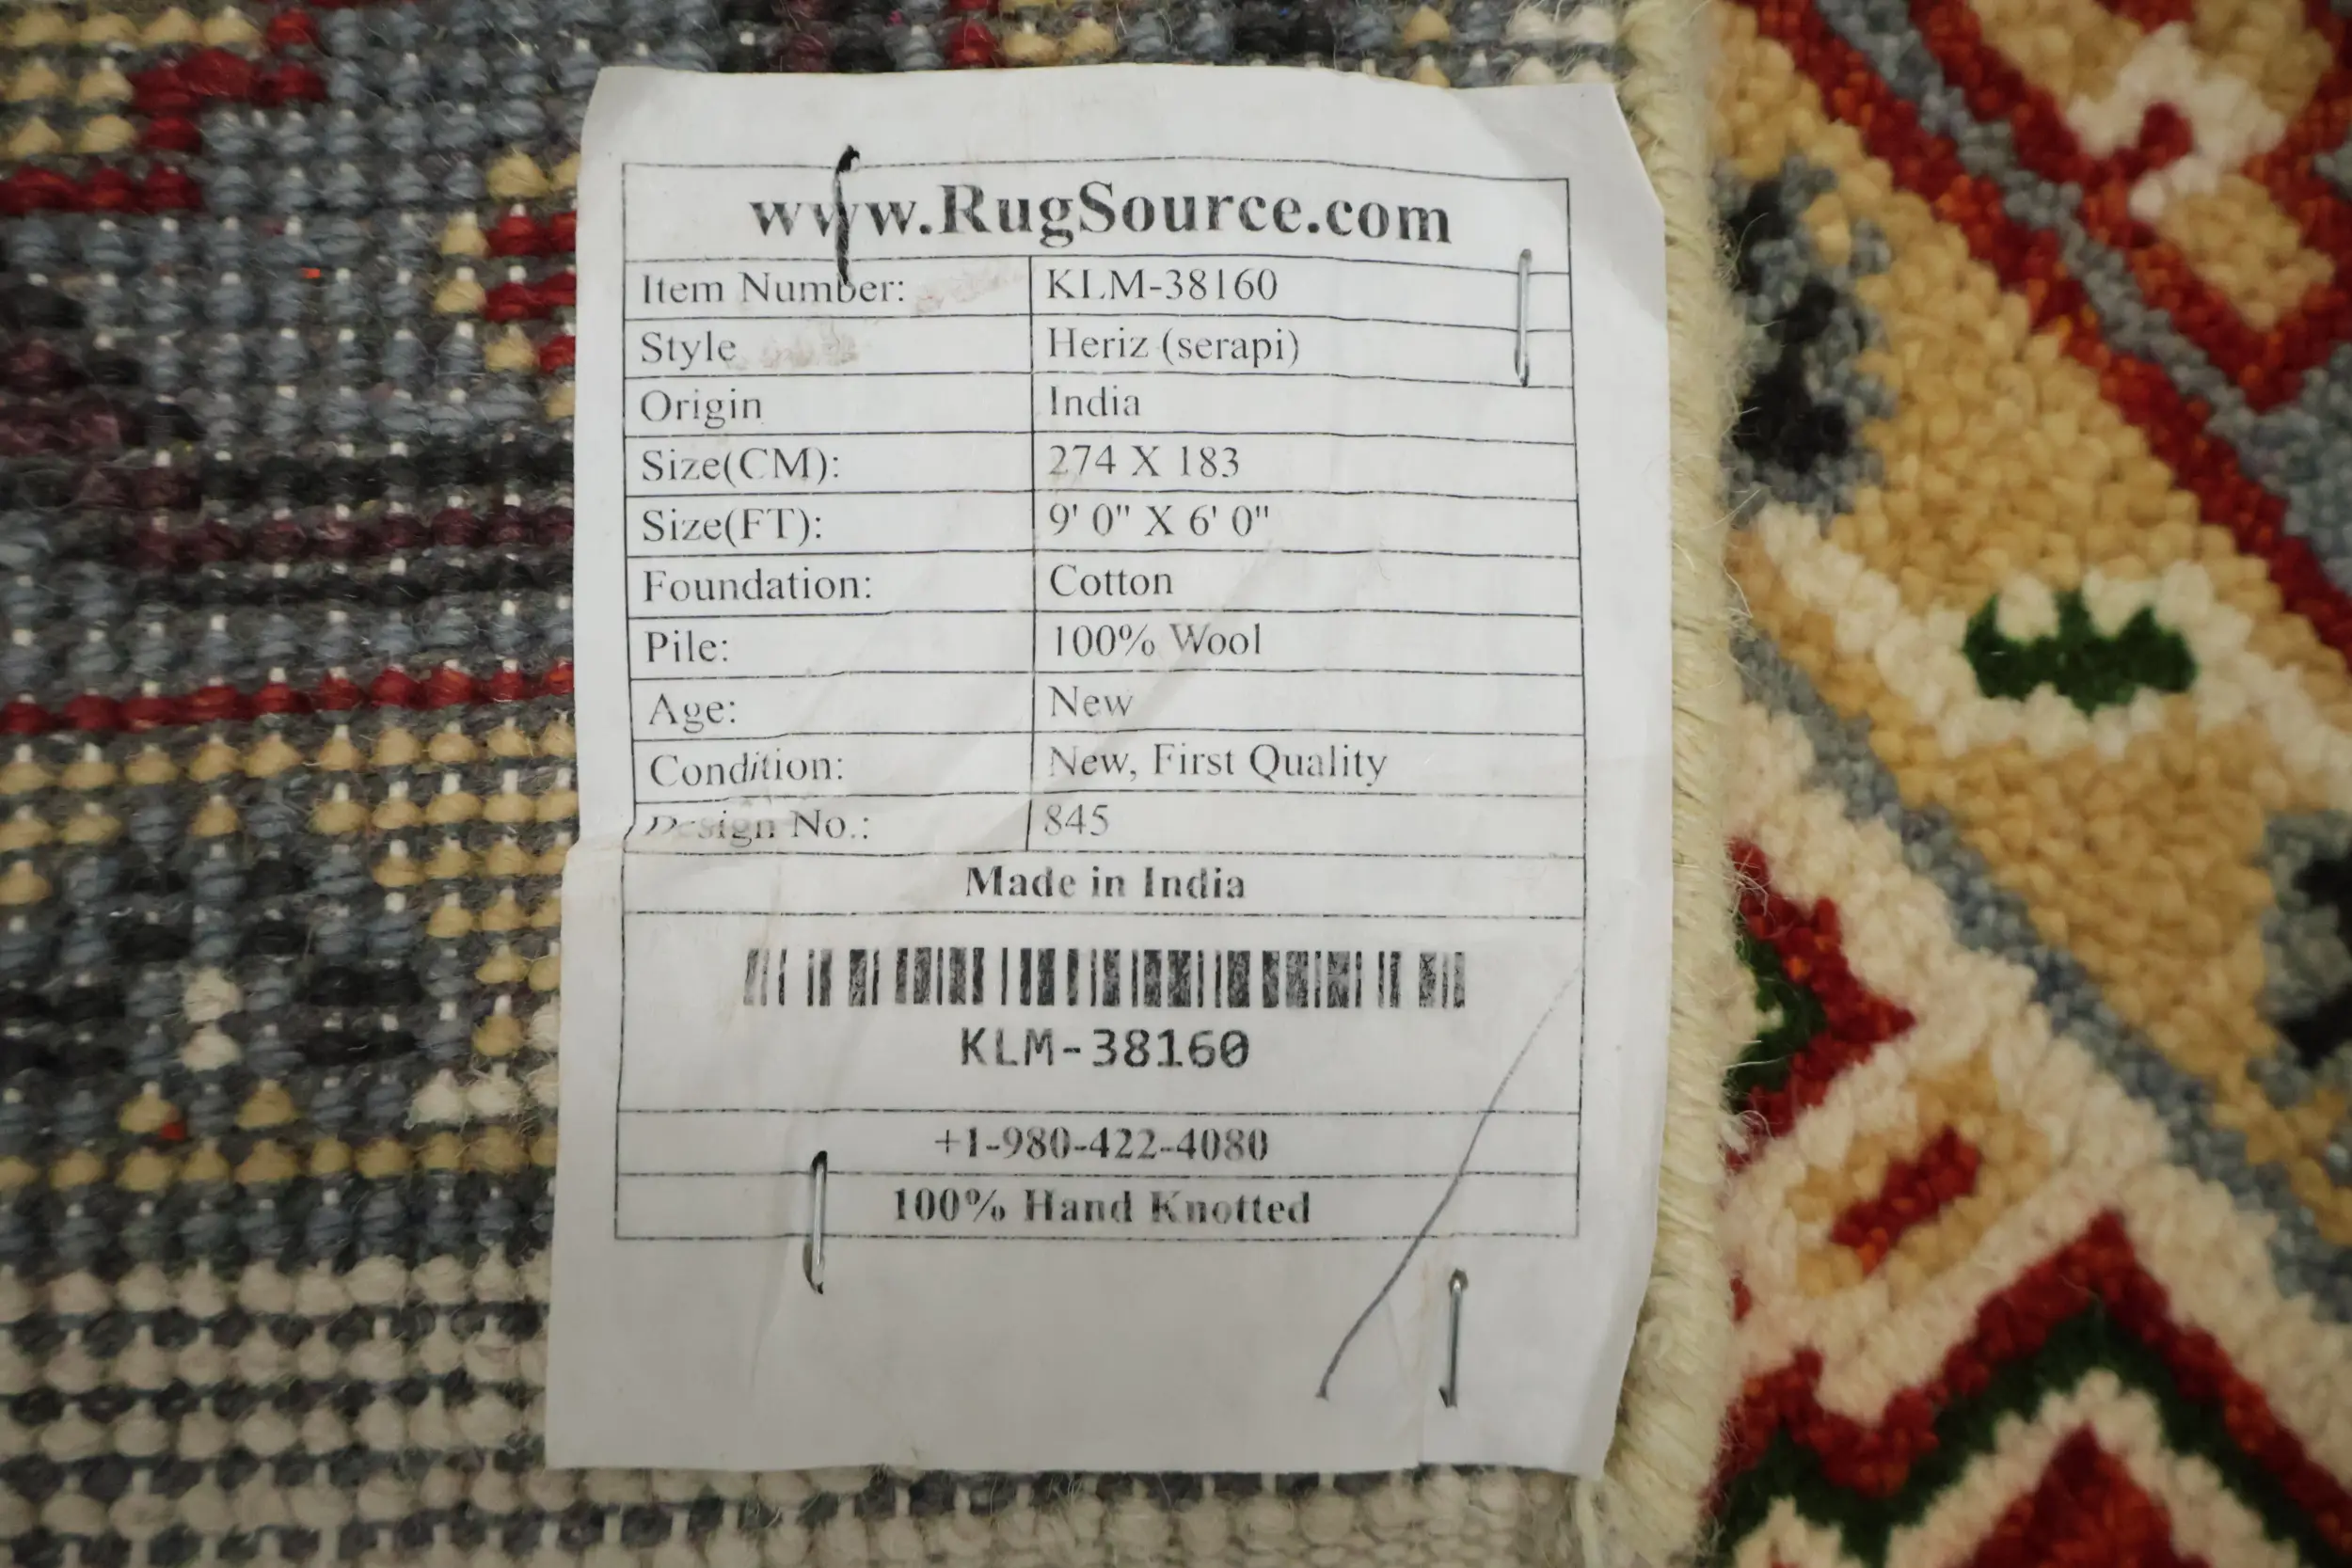 www.RugSource.com
Item Number: KLM-38160
Style Heriz (serapi)
Origin India
Size(CM): 274 X 183
Size(FT): 9' 0" X 6' 0"
Foundation: Cotton
Pile: 100% Wool
Age: New
Condition: New, First Quality
Design No.: 845
Made in India
KLM-38160
+1-980-422-4080
100% Hand Knotted